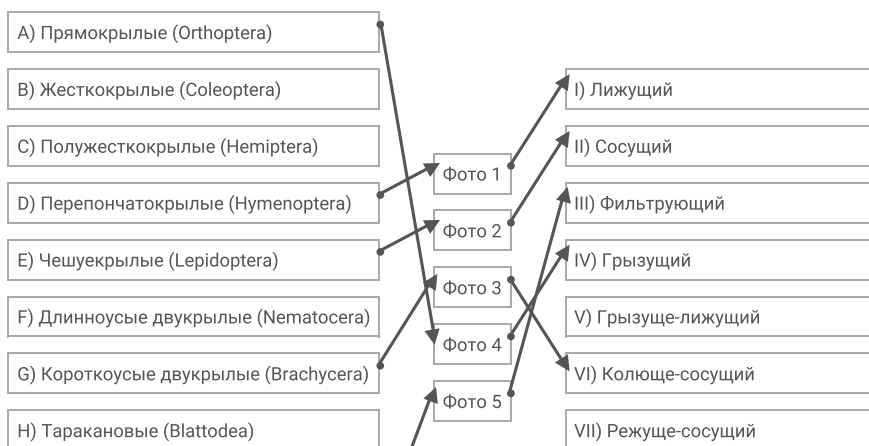 A) Прямокрылые (Orthoptera)
B) Жесткокрылые (Coleoptera)
C) Полужесткокрылые (Hemiptera)
D) Перепончатокрылые (Hymenoptera)
E) Чешуекрылые (Lepidoptera)
F) Длинноусые двукрылые (Nematocera)
G) Короткоусые двукрылые (Brachycera)
H) Таракановые (Blattodea)
Фото 1
Фото 2
Фото 3
Фото 4
Фото 5
I) Лижущий
II) Сосущий
III) Фильтрующий
IV) Грызущий
V) Грызуще-лижущий
VI) Колюще-сосущий
VII) Режуще-сосущий